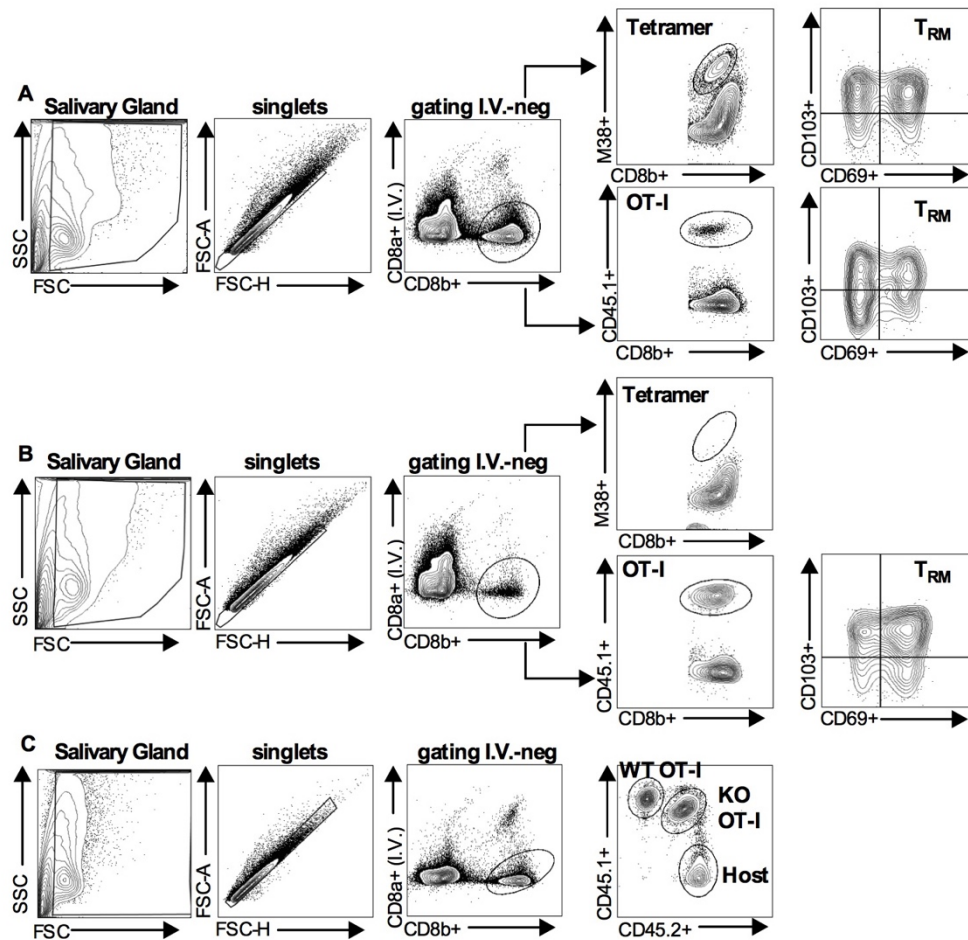 A
Salivary Gland
SSC
FSC
singlets
FSC-A
FSC-H
gating I.V.-neg
CD8a+ (I.V.)
CD8b+
Tetramer
M38+
CD8b+
TRM
CD103+
CD69+
OT-I
CD45.1+
CD8b+
TRM
CD103+
CD69+
B
Salivary Gland
SSC
FSC
singlets
FSC-A
FSC-H
gating I.V.-neg
CD8a+ (I.V.)
CD8b+
Tetramer
M38+
CD8b+
OT-I
CD45.1+
CD8b+
TRM
CD103+
CD69+
C
Salivary Gland
SSC
FSC
singlets
FSC-A
FSC-H
gating I.V.-neg
CD8a+ (I.V.)
CD8b+
WT OT-I
KO
OT-I
Host
CD45.1+
CD45.2+